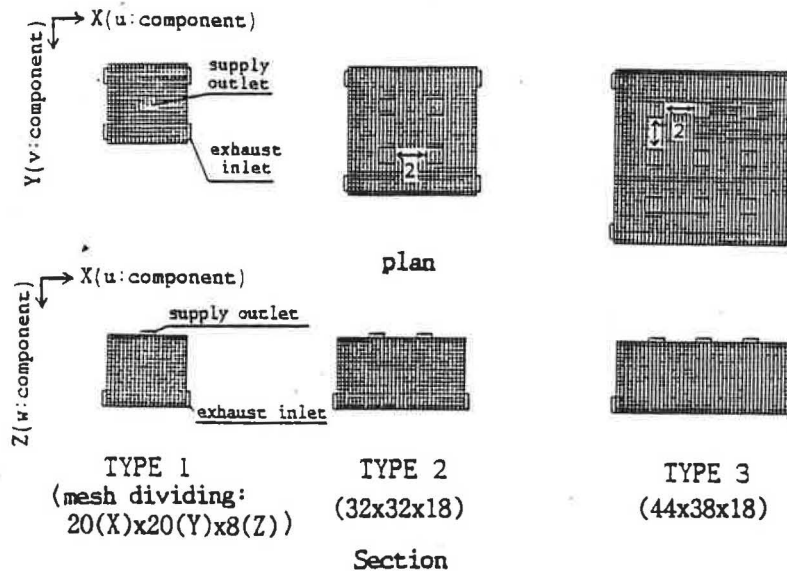 X(u:component)
Y(v:component)
supply
outlet
exhaust
inlet
2
2
plan
X(u:component)
Z(w:component)
supply outlet
exhaust inlet
TYPE 1
(mesh dividing:
20(X)x20(Y)x8(Z))
TYPE 2
(32x32x18)
TYPE 3
(44x38x18)
Section